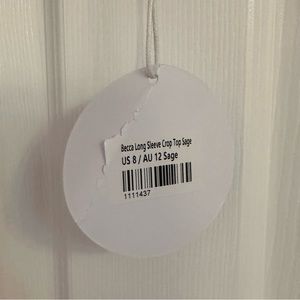 Becca Long Sleeve Crop Top Sage
US 8 / AU 12 Sage
1111437